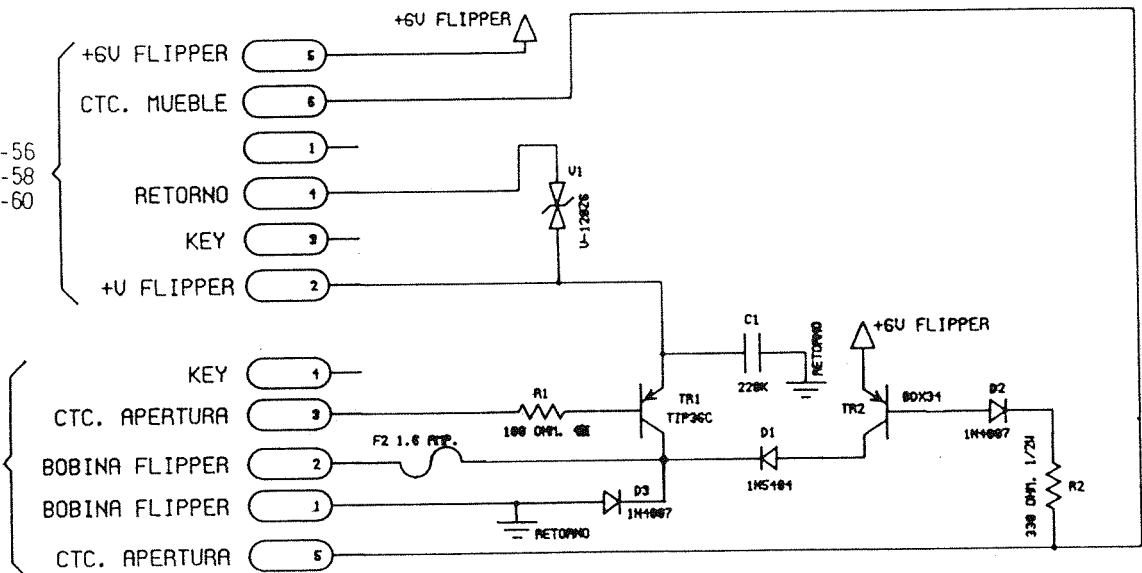 +6V FLIPPER
+6V FLIPPER 5
CTC. MUEBLE 6
1
-56
-58
-60
RETORNO 4
V1
V-120Z6
KEY 3
+V FLIPPER 2
C1
220K
RETORNO
+6V FLIPPER
KEY 4
CTC. APERTURA 3
R1
100 OHM.
TR1
TIP36C
TR2
BDX34
D2
1N4007
F2 1.6 AMP.
BOBINA FLIPPER 2
D1
1N5404
BOBINA FLIPPER 1
D3
1N4007
RETORNO
330 OHM. 1/2W
R2
CTC. APERTURA 5